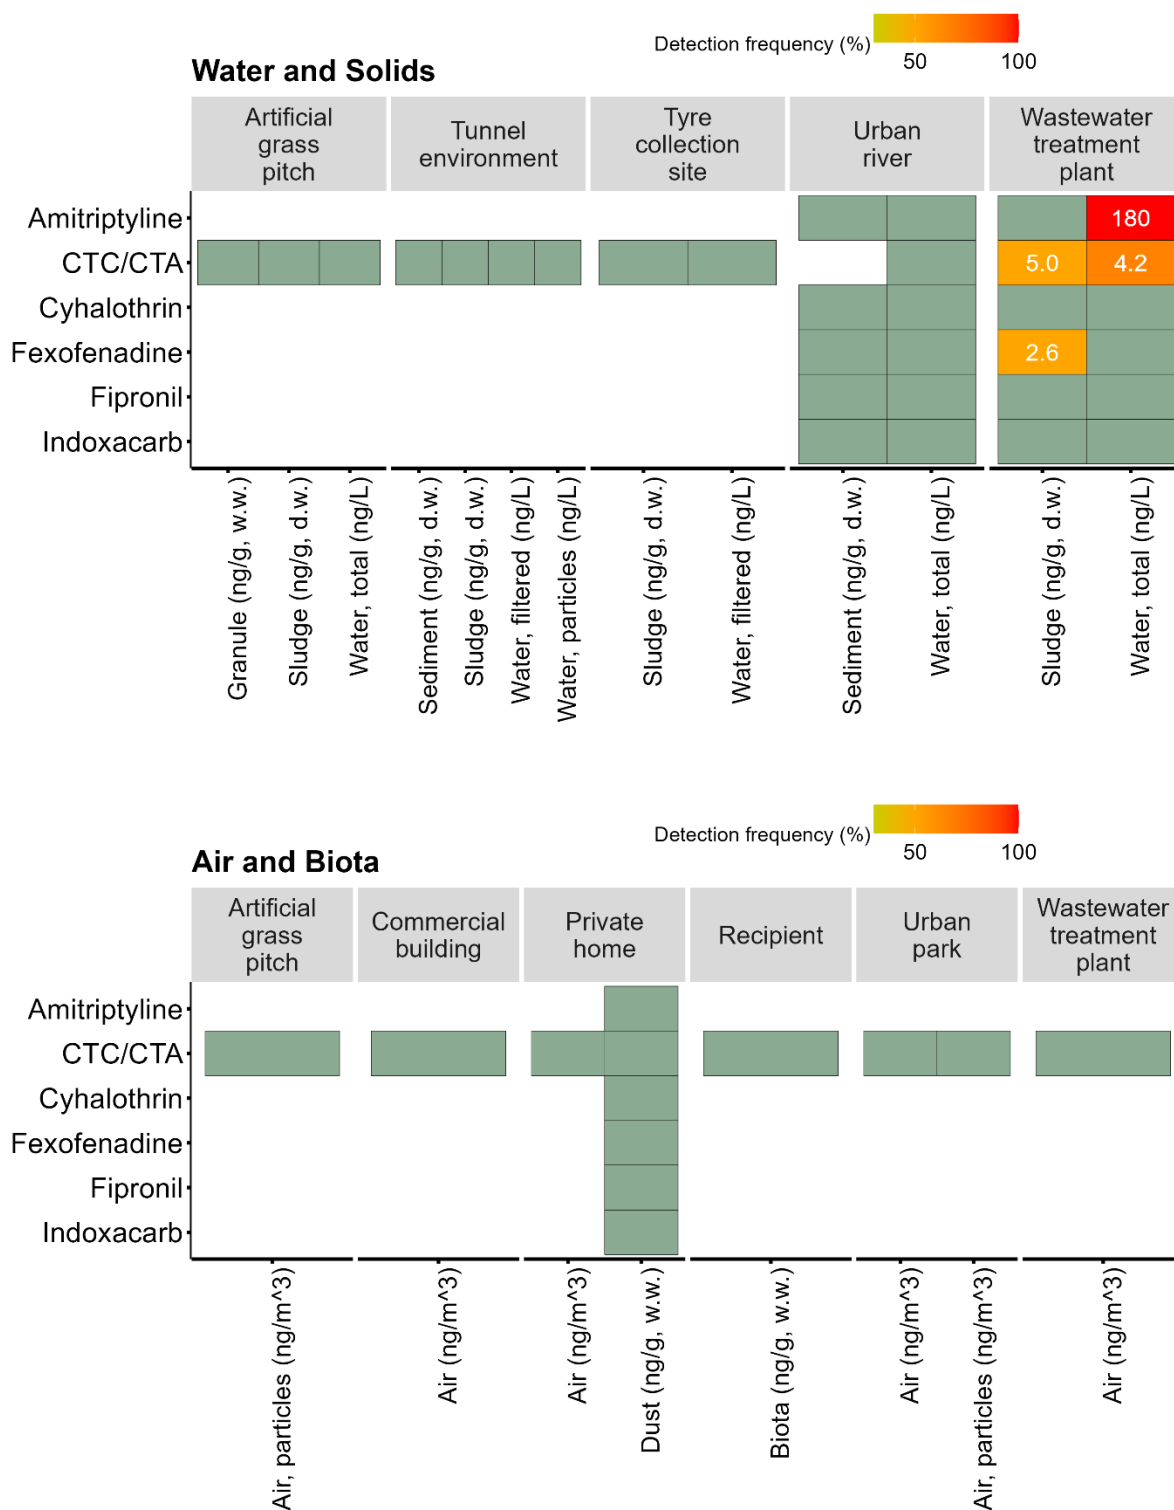 Detection frequency (%)
50 100
Water and Solids
Artificial
grass
pitch
Tunnel
environment
Tyre
collection
site
Urban
river
Wastewater
treatment
plant
Amitriptyline
180
CTC/CTA
5.0 4.2
Cyhalothrin
Fexofenadine
2.6
Fipronil
Indoxacarb
Granule (ng/g, w.w.)
Sludge (ng/g, d.w.)
Water, total (ng/L)
Sediment (ng/g, d.w.)
Sludge (ng/g, d.w.)
Water, filtered (ng/L)
Water, particles (ng/L)
Sludge (ng/g, d.w.)
Water, filtered (ng/L)
Sediment (ng/g, d.w.)
Water, total (ng/L)
Sludge (ng/g, d.w.)
Water, total (ng/L)
Detection frequency (%)
50 100
Air and Biota
Artificial
grass
pitch
Commercial
building
Private
home
Recipient
Urban
park
Wastewater
treatment
plant
Amitriptyline
CTC/CTA
Cyhalothrin
Fexofenadine
Fipronil
Indoxacarb
Air, particles (ng/m^3)
Air (ng/m^3)
Air (ng/m^3)
Dust (ng/g, w.w.)
Biota (ng/g, w.w.)
Air (ng/m^3)
Air, particles (ng/m^3)
Air (ng/m^3)